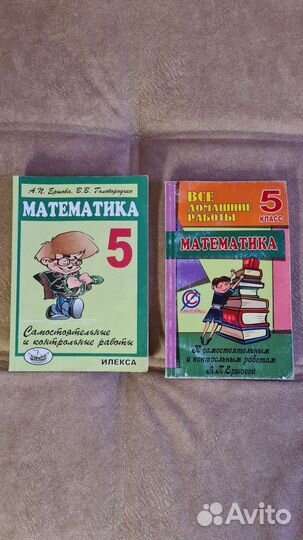 А.П. Ершова, В.В. Голобородько
МАТЕМАТИКА
5
Самостоятельные
и контрольные работы
ИЛЕКСА
ВСЕ
ДОМАШНИЕ
РАБОТЫ
5
КЛАСС
МАТЕМАТИКА
К самостоятельным
и контрольным работам
А.П.Ершовой
Avito